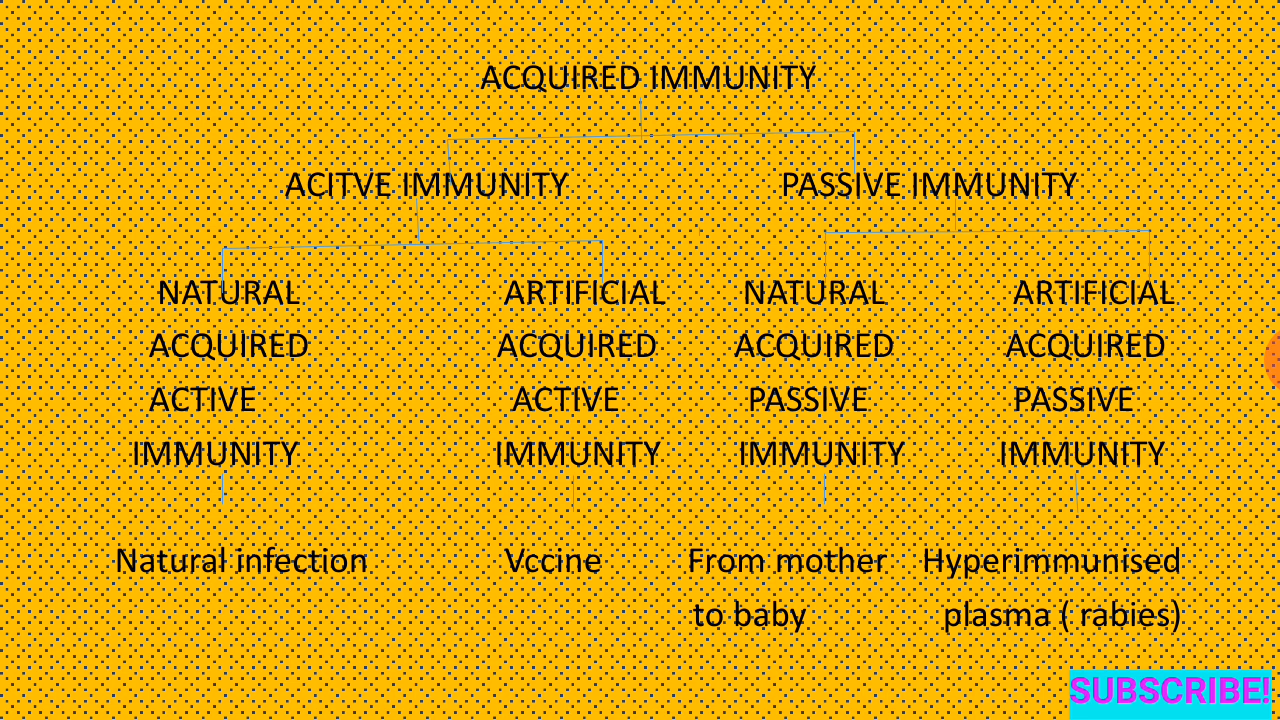 ACQUIRED IMMUNITY
ACITVE IMMUNITY PASSIVE IMMUNITY
NATURAL ARTIFICIAL NATURAL ARTIFICIAL
ACQUIRED ACQUIRED ACQUIRED ACQUIRED
ACTIVE ACTIVE PASSIVE PASSIVE
IMMUNITY IMMUNITY IMMUNITY IMMUNITY
Natural infection Vccine From mother Hyperimmunised
to baby plasma ( rabies)
SUBSCRIBE!